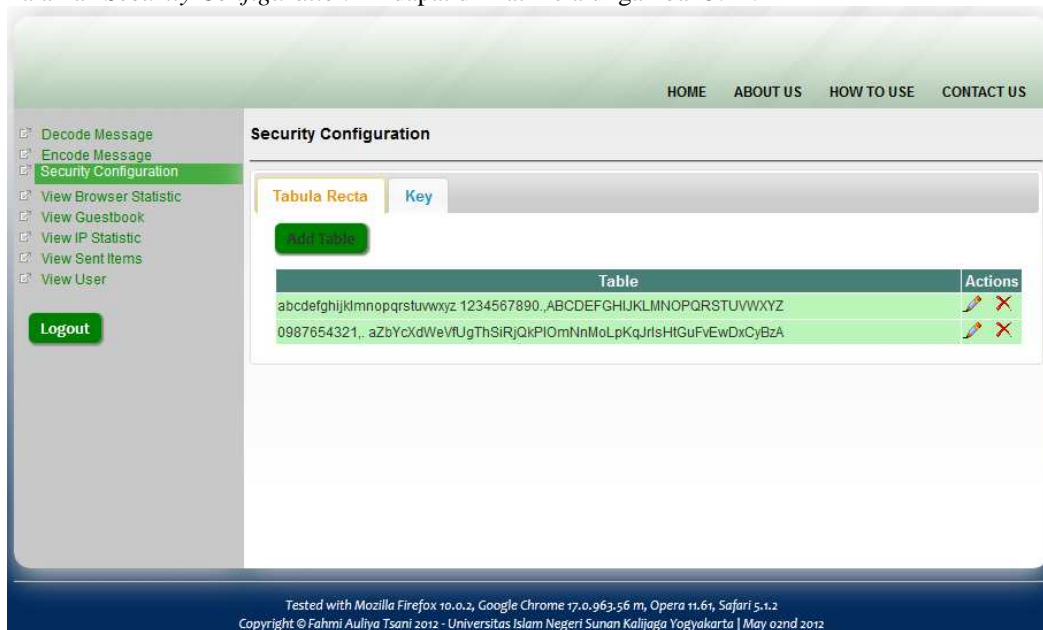 HOME ABOUT US HOW TO USE CONTACT US
Decode Message
Encode Message
Security Configuration
View Browser Statistic
View Guestbook
View IP Statistic
View Sent Items
View User
Logout
Security Configuration
Tabula Recta Key
Add Table
Table Actions
abcdefghijklmnopqrstuvwxyz 1234567890.,ABCDEFGHIJKLMNOPQRSTUVWXYZ
0987654321,. aZbYcXdWeVfUgThSiRjQkPlOmNnMoLpKqJrIsHtGuFvEwDxCyBzA
Tested with Mozilla Firefox 10.0.2, Google Chrome 17.0.963.56 m, Opera 11.61, Safari 5.1.2
Copyright © Fahmi Auliya Tsani 2012 - Universitas Islam Negeri Sunan Kalijaga Yogyakarta | May 02nd 2012